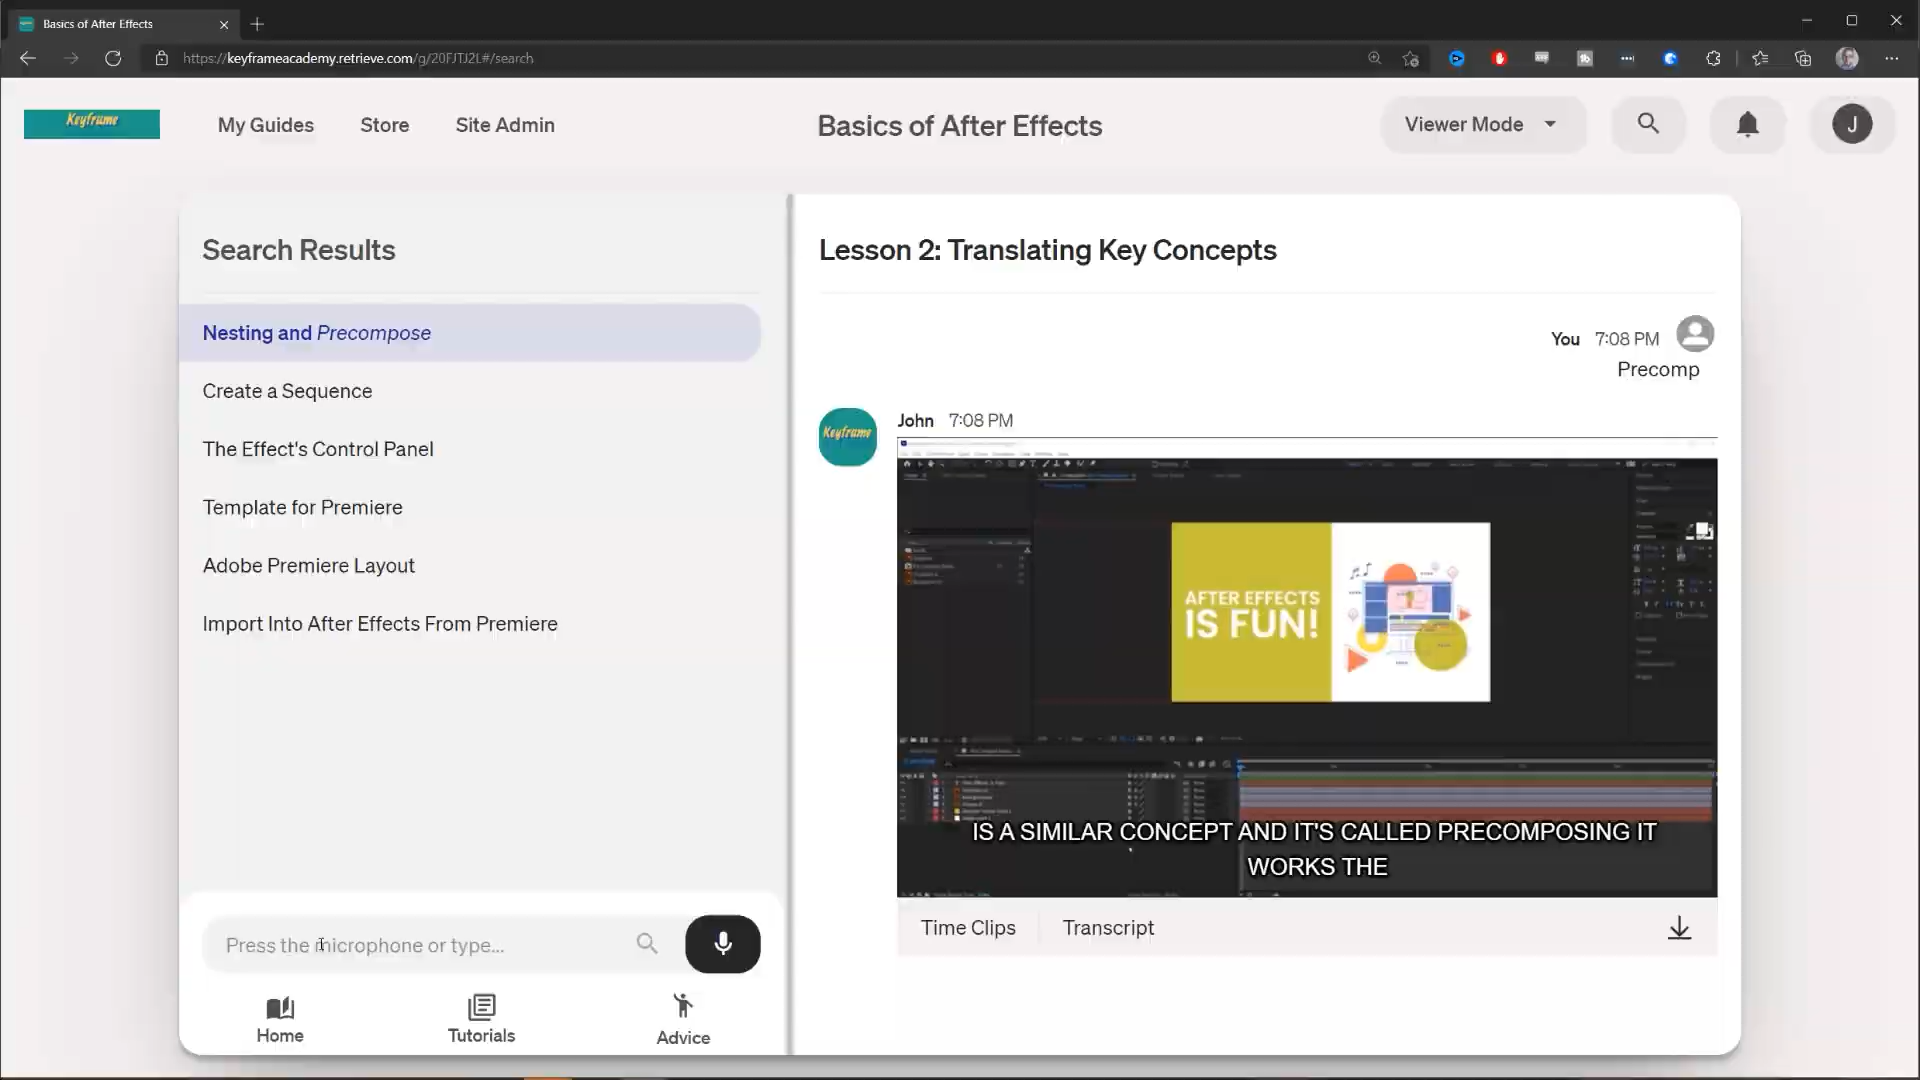 Basics of After Effects
https://keyframeacademy.retrieve.com/g/20FJTJ2L#/search
Keyframe
My Guides
Store
Site Admin
Basics of After Effects
Viewer Mode
J
Search Results
Nesting and Precompose
Create a Sequence
The Effect's Control Panel
Template for Premiere
Adobe Premiere Layout
Import Into After Effects From Premiere
Press the microphone or type...
Home
Tutorials
Advice
Lesson 2: Translating Key Concepts
You 7:08 PM
Precomp
Keyframe
John 7:08 PM
AFTER EFFECTS
IS FUN!
IS A SIMILAR CONCEPT AND IT'S CALLED PRECOMPOSING IT
WORKS THE
Time Clips
Transcript